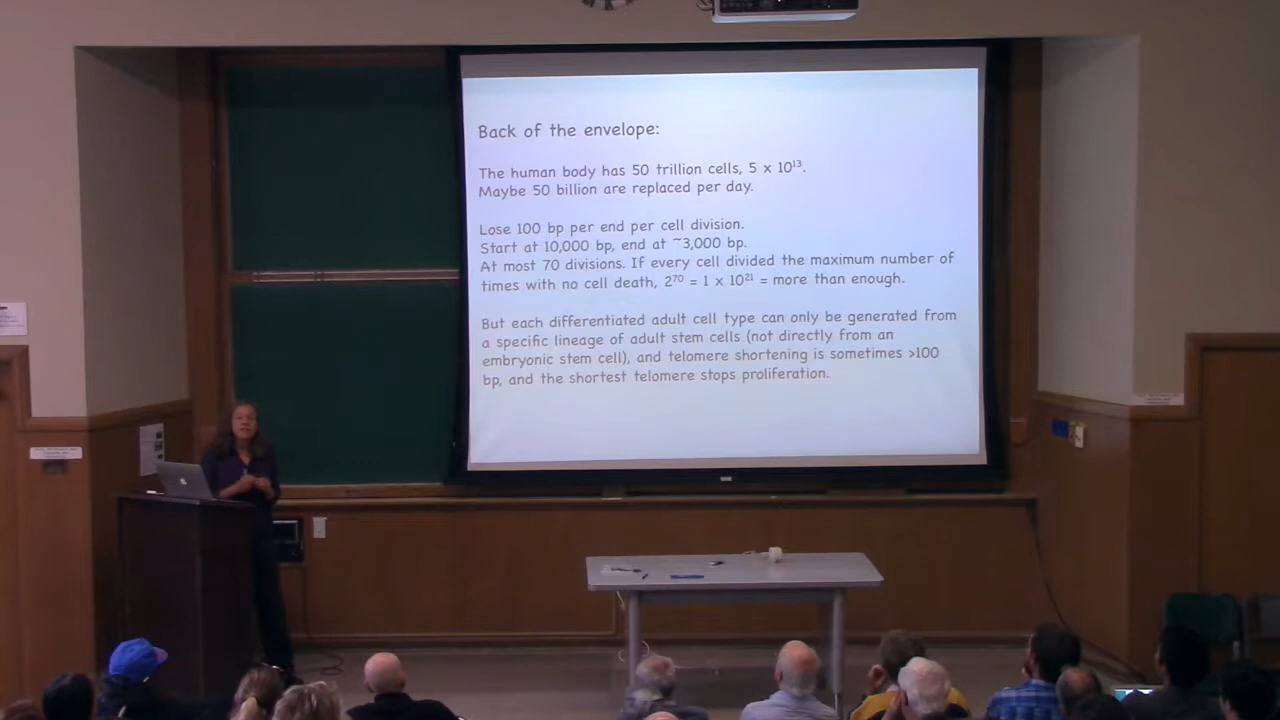 Back of the envelope:
The human body has 50 trillion cells, 5 x 10¹³.
Maybe 50 billion are replaced per day.
Lose 100 bp per end per cell division.
Start at 10,000 bp, end at ~3,000 bp.
At most 70 divisions. If every cell divided the maximum number of
times with no cell death, 2⁷⁰ = 1 x 10²¹ = more than enough.
But each differentiated adult cell type can only be generated from
a specific lineage of adult stem cells (not directly from an
embryonic stem cell), and telomere shortening is sometimes >100
bp, and the shortest telomere stops proliferation.